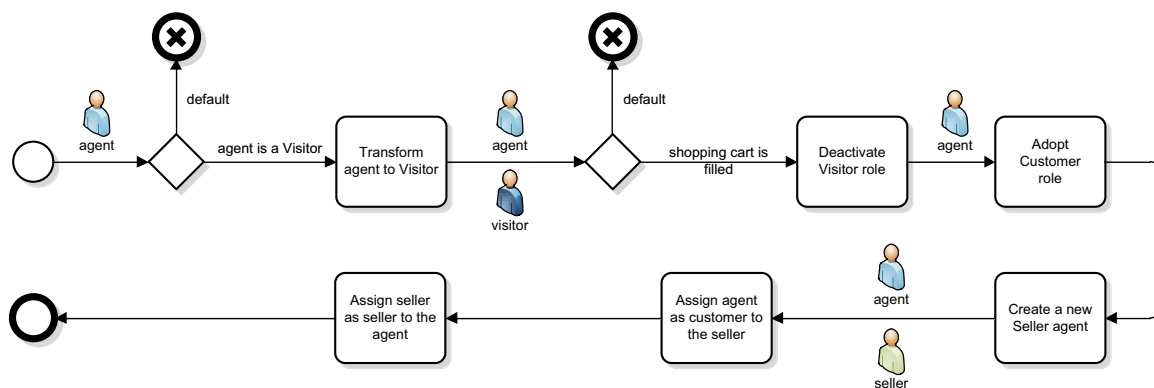 default
default
agent
agent is a Visitor
Transform
agent to Visitor
agent
visitor
shopping cart is
filled
Deactivate
Visitor role
agent
Adopt
Customer
role
Assign seller
as seller to the
agent
Assign agent
as customer to
the seller
agent
seller
Create a new
Seller agent